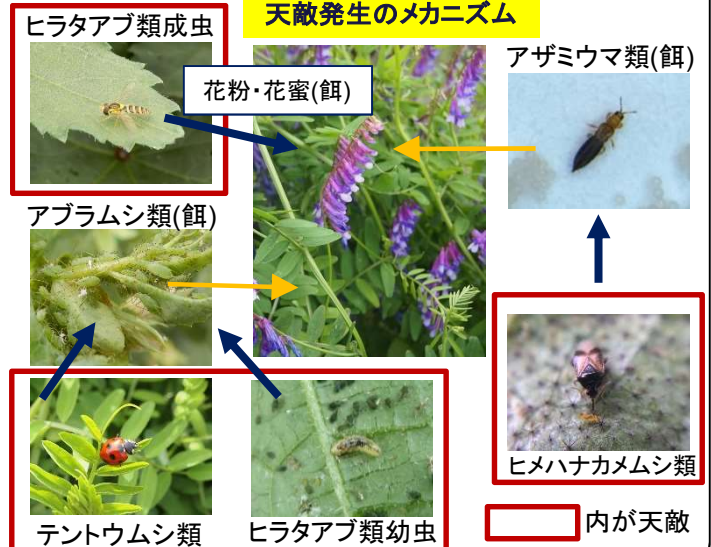 天敵発生のメカニズム
ヒラタアブ類成虫
花粉・花蜜(餌)
アザミウマ類(餌)
アブラムシ類(餌)
ヒメハナカメムシ類
テントウムシ類
ヒラタアブ類幼虫
内が天敵